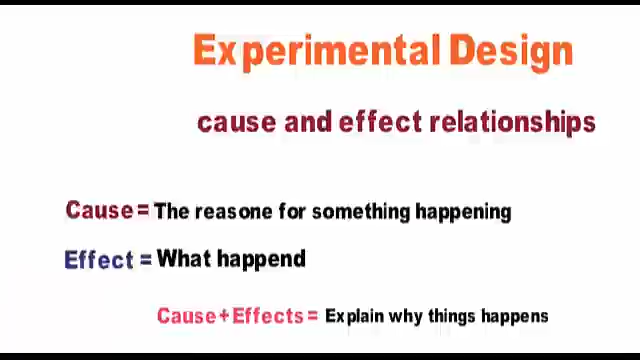 Experimental Design
cause and effect relationships
Cause = The reasone for something happening
Effect = What happend
Cause+Effects = Explain why things happens